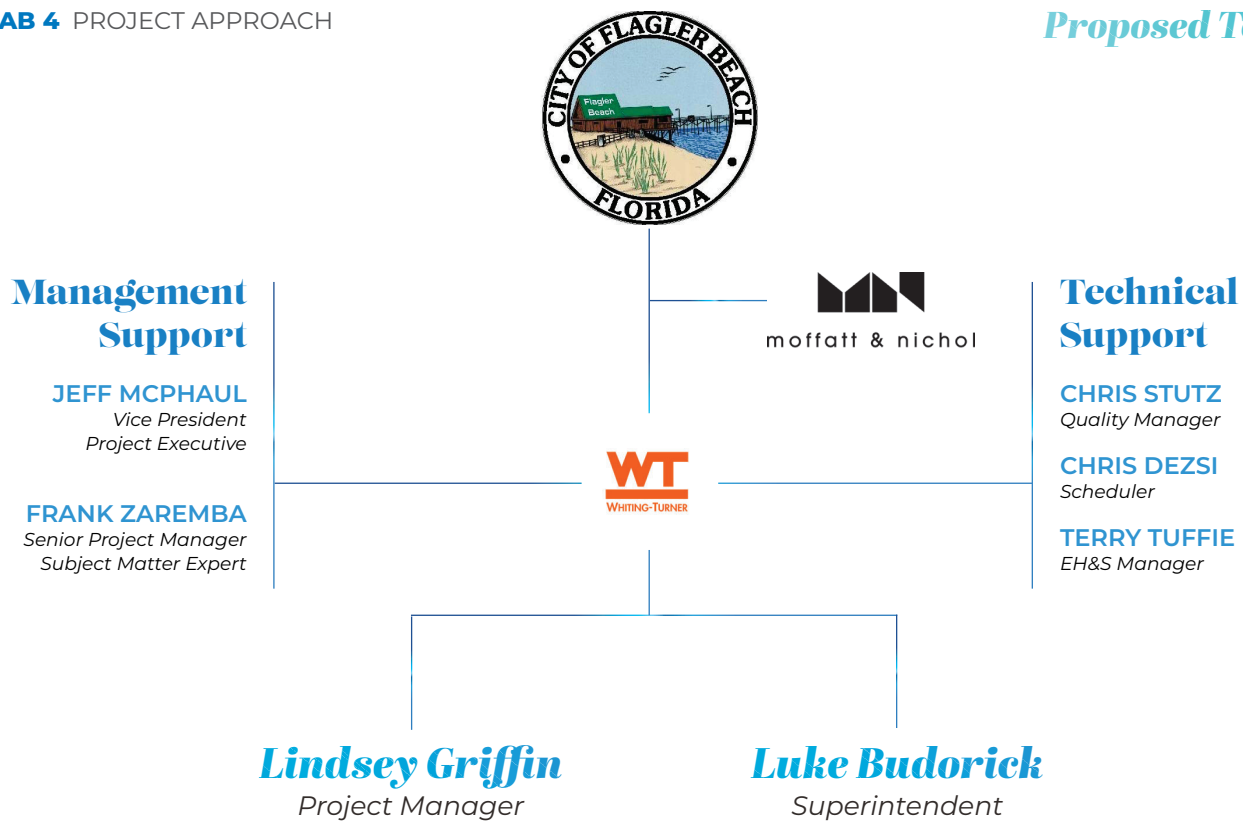 AB 4 PROJECT APPROACH
Proposed T
CITY OF FLAGLER BEACH
Flagler
Beach
FLORIDA
moffatt & nichol
Management
Support
JEFF MCPHAUL
Vice President
Project Executive
FRANK ZAREMBA
Senior Project Manager
Subject Matter Expert
WT
WHITING-TURNER
Technical
Support
CHRIS STUTZ
Quality Manager
CHRIS DEZSI
Scheduler
TERRY TUFFIE
EH&S Manager
Lindsey Griffin
Project Manager
Luke Budorick
Superintendent